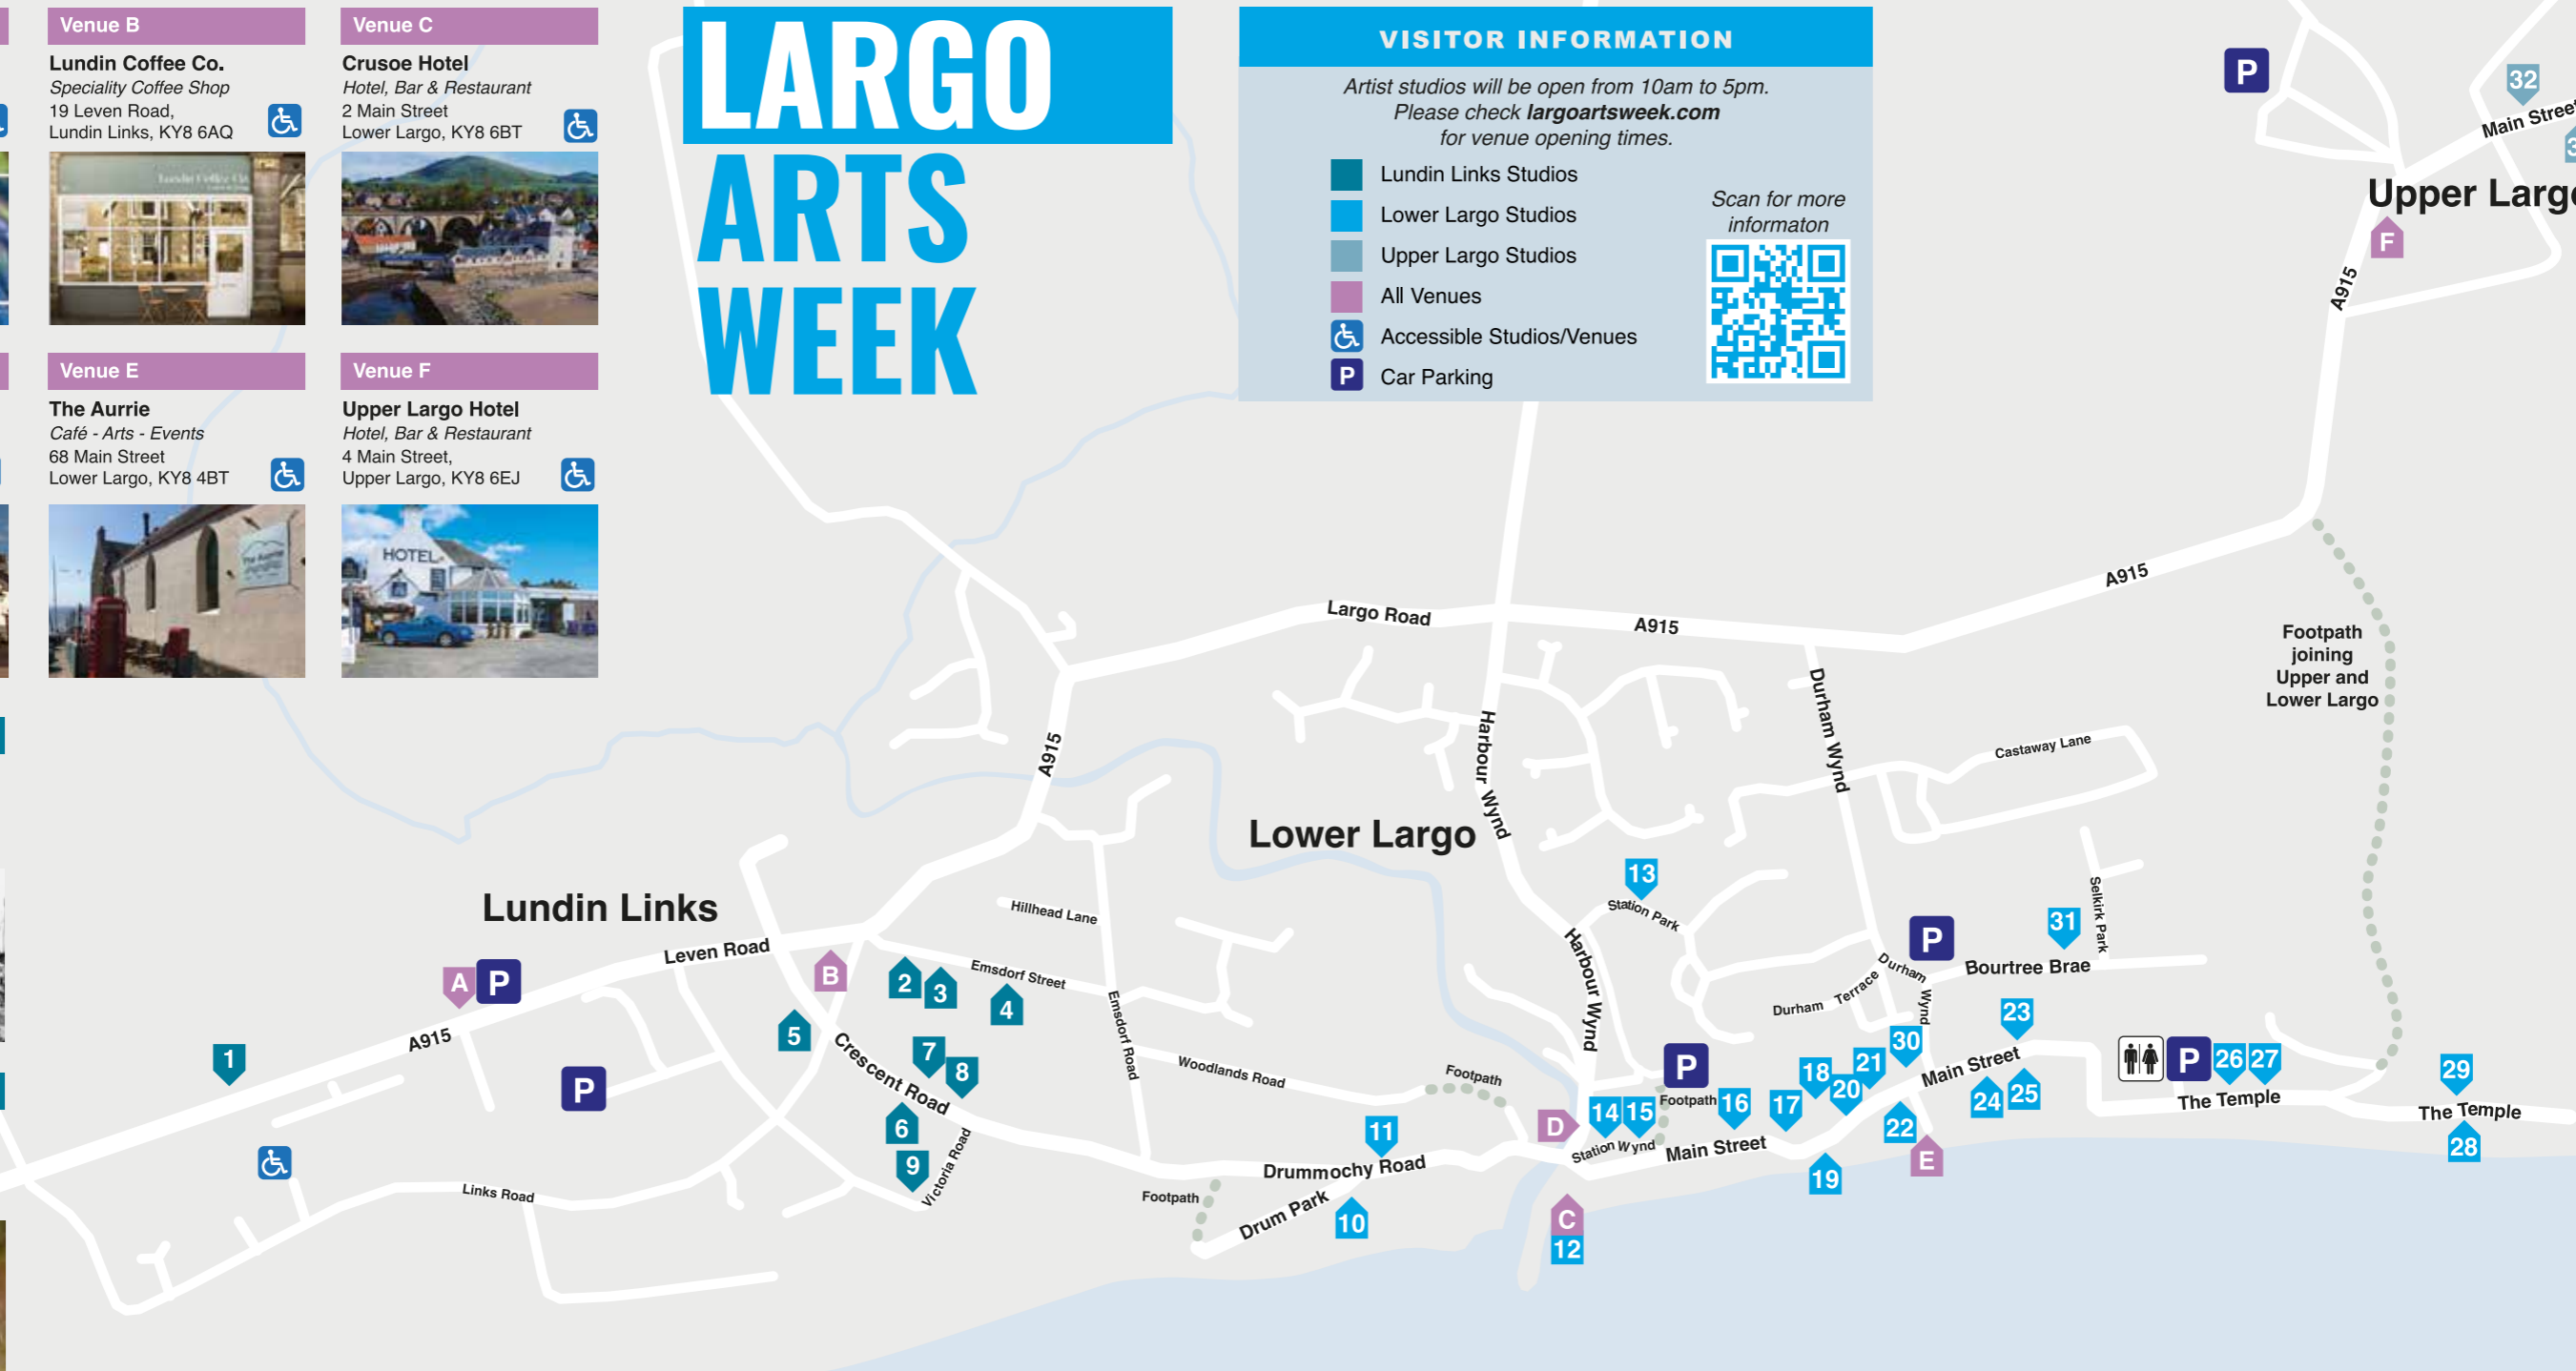 Venue B
Lundin Coffee Co.
Speciality Coffee Shop
19 Leven Road,
Lundin Links, KY8 6AQ
Lundin Coffee Co.
Venue C
Crusoe Hotel
Hotel, Bar & Restaurant
2 Main Street
Lower Largo, KY8 6BT
Venue E
The Aurrie
Café - Arts - Events
68 Main Street
Lower Largo, KY8 4BT
The Aurrie
Venue F
Upper Largo Hotel
Hotel, Bar & Restaurant
4 Main Street,
Upper Largo, KY8 6EJ
HOTEL
LARGO
ARTS
WEEK
VISITOR INFORMATION
Artist studios will be open from 10am to 5pm.
Please check largoartsweek.com
for venue opening times.
Lundin Links Studios
Lower Largo Studios
Upper Largo Studios
All Venues
Accessible Studios/Venues
P Car Parking
Scan for more
informaton
P
32
Main Stree
3
Upper Largo
F
A915
A915
Largo Road
A915
Footpath
joining
Upper and
Lower Largo
Durham Wynd
Harbour Wynd
Castaway Lane
A915
Lower Largo
Lundin Links
13
Station Park
Hillhead Lane
Selkirk Park
31
P
Bourtree Brae
Leven Road
A
P
B
2
3
4
Emsdorf Street
Emsdorf Road
Harbour Wynd
Durham Wynd
Durham Terrace
23
A915
1
5
Crescent Road
7
8
6
9
Victoria Road
P
Woodlands Road
Footpath
P
Footpath
14
15
16
17
18
20
21
30
Main Street
24
25
22
E
19
P
26
27
The Temple
29
The Temple
28
D
Station Wynd
Main Street
11
Drummochy Road
Footpath
Drum Park
10
C
12
Links Road